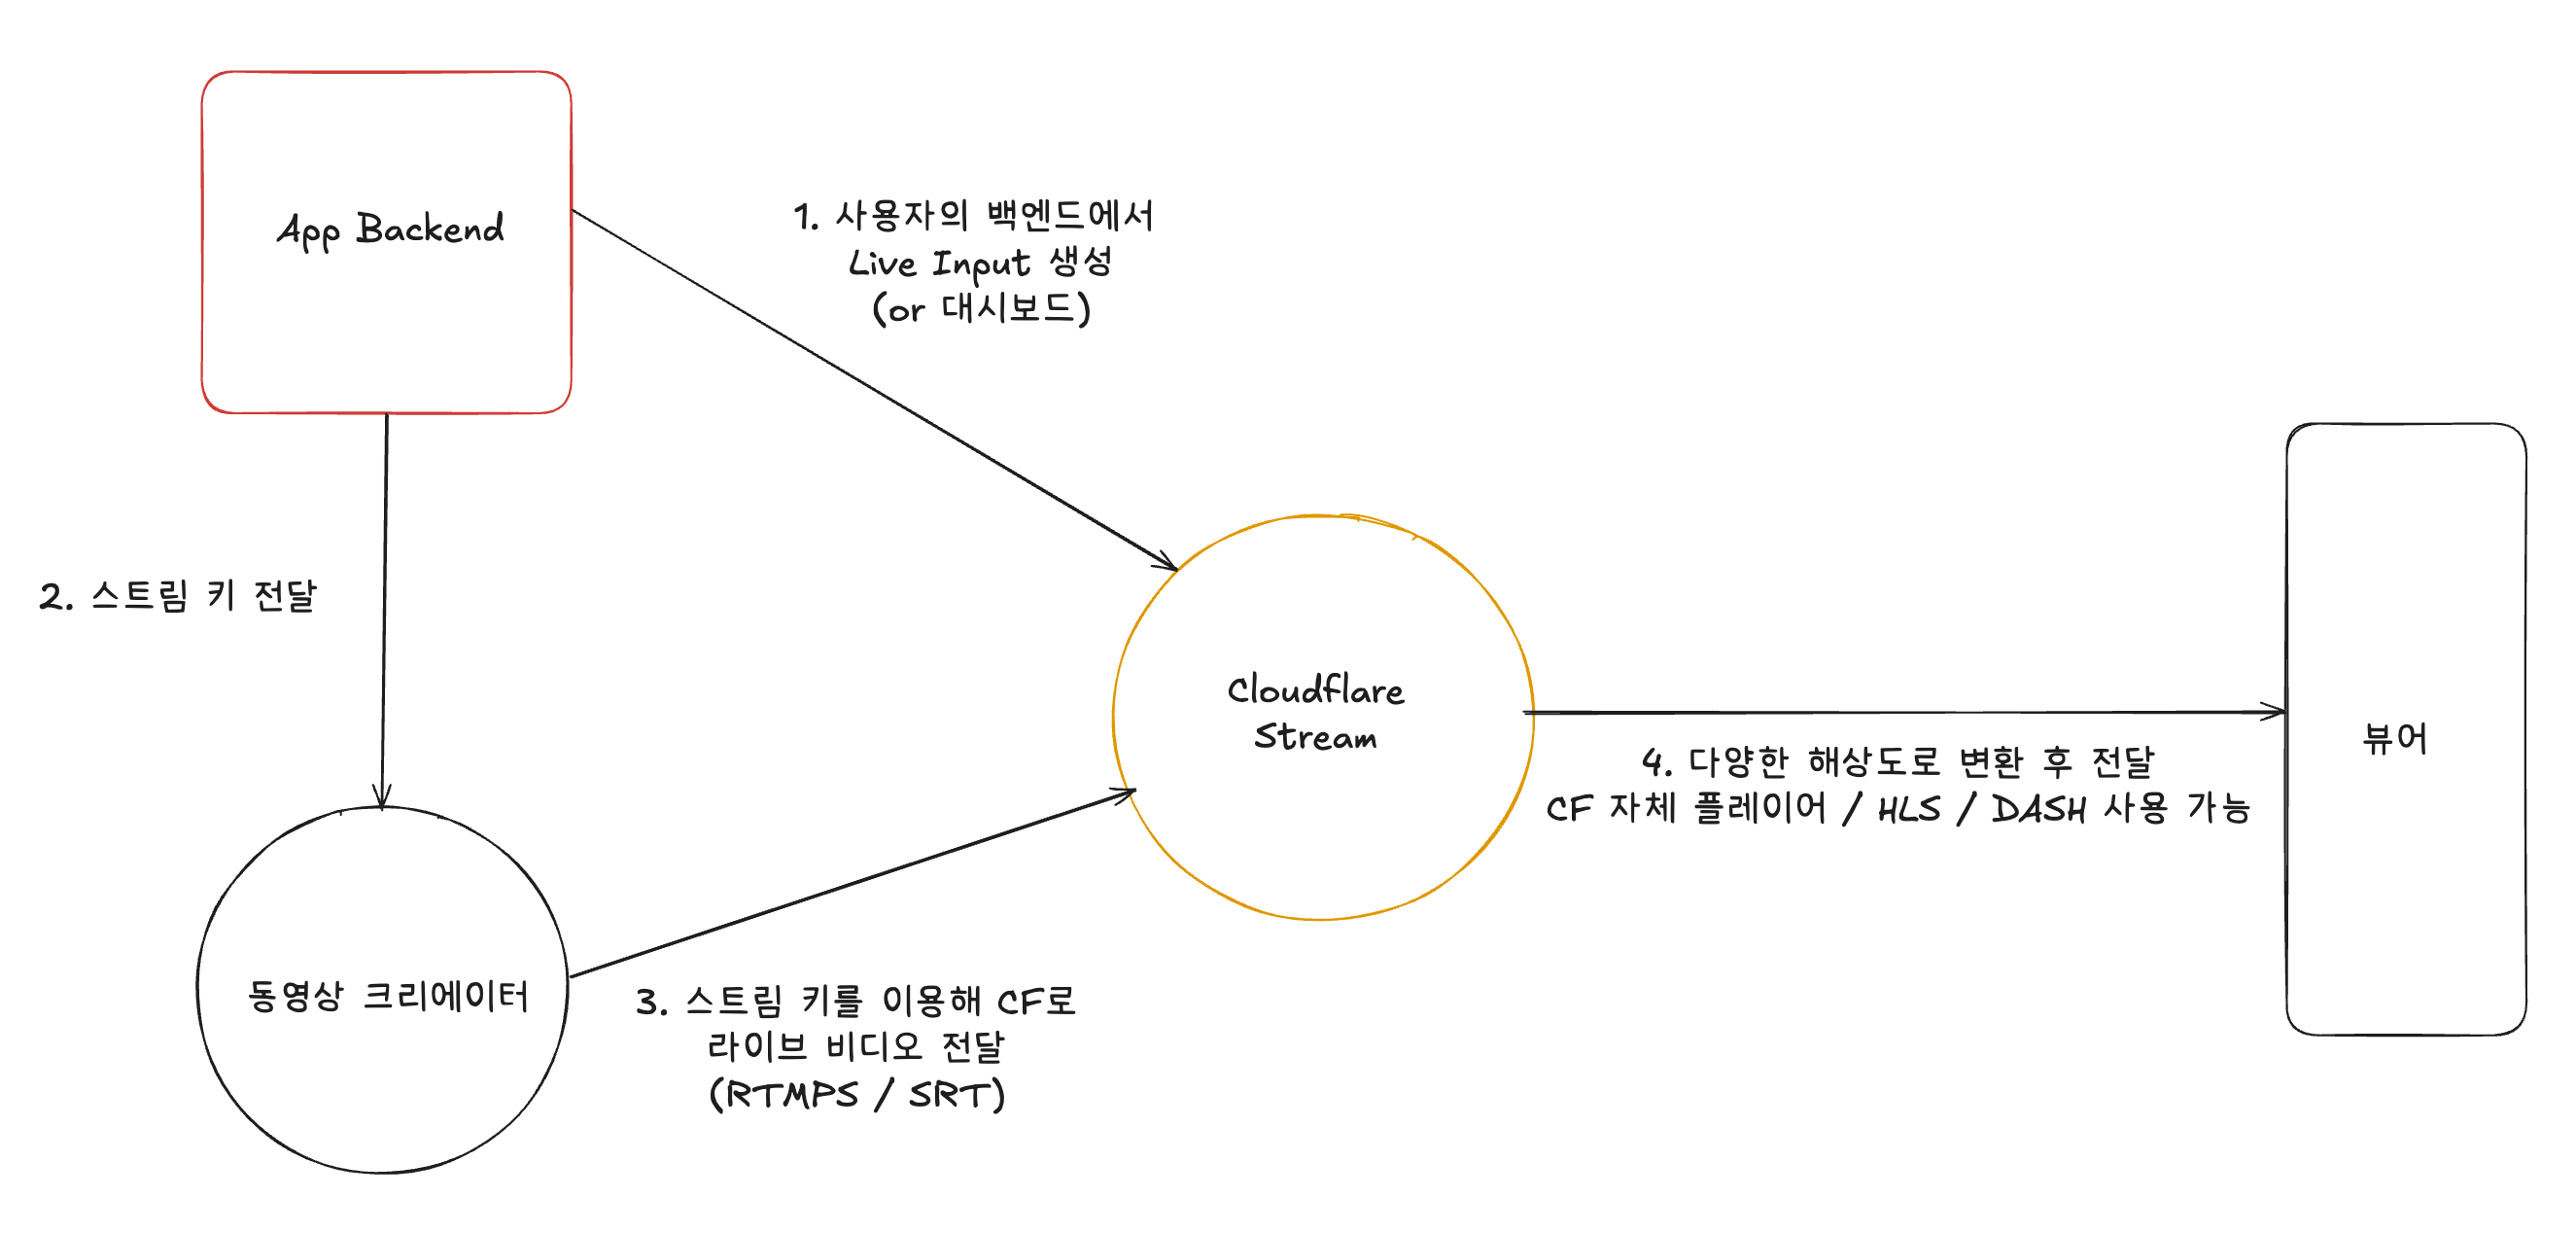 App Backend
1. 사용자의 백엔드에서
Live Input 생성
(or 대시보드)
2. 스트림 키 전달
Cloudflare
Stream
뷰어
4. 다양한 해상도로 변환 후 전달
CF 자체 플레이어 / HLS / DASH 사용 가능
동영상 크리에이터
3. 스트림 키를 이용해 CF로
라이브 비디오 전달
(RTMPS / SRT)